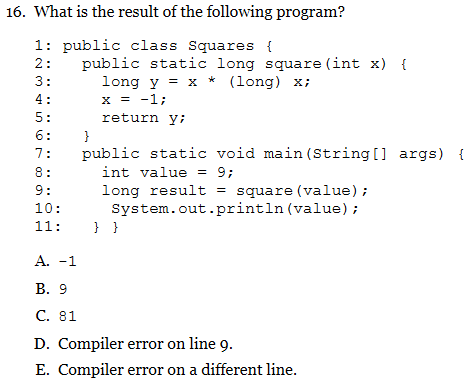 16. What is the result of the following program?
1: public class Squares {
2:   public static long square(int x) {
3:     long y = x * (long) x;
4:     x = -1;
5:     return y;
6:   }
7:   public static void main(String[] args) {
8:     int value = 9;
9:     long result = square(value);
10:     System.out.println(value);
11:   } }
A. -1
B. 9
C. 81
D. Compiler error on line 9.
E. Compiler error on a different line.